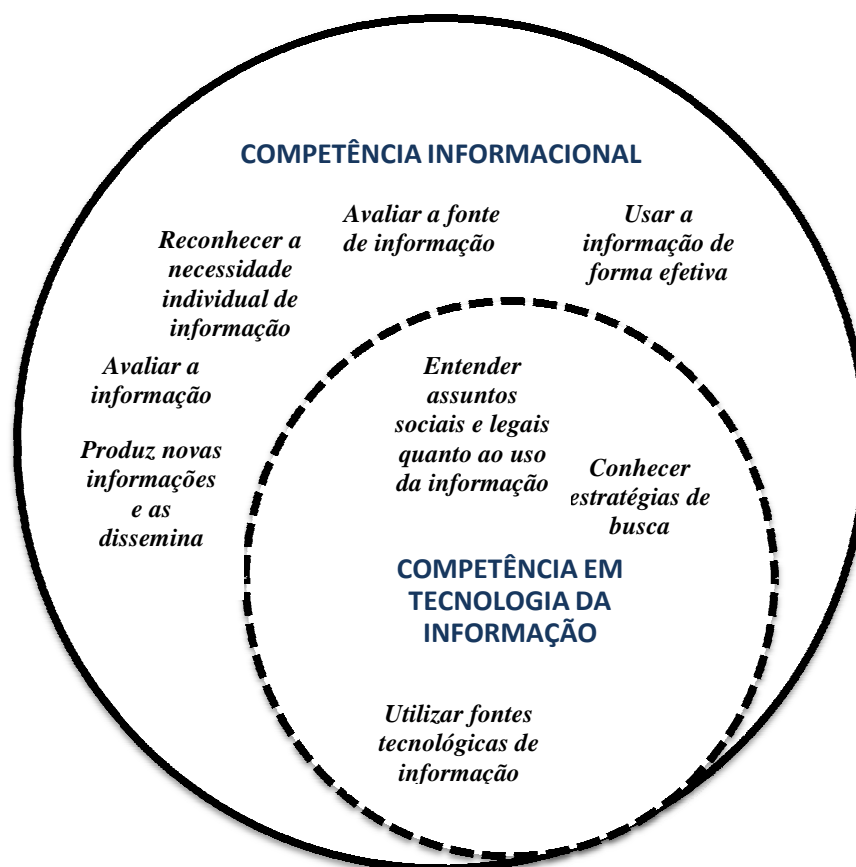 COMPETÊNCIA INFORMACIONAL
Avaliar a fonte
de informação
Usar a
informação de
forma efetiva
Reconhecer a
necessidade
individual de
informação
Avaliar a
informação
Produz novas
informações
e as
dissemina
Entender
assuntos
sociais e legais
quanto ao uso
da informação
Conhecer
estratégias de
busca
COMPETÊNCIA EM
TECNOLOGIA DA
INFORMAÇÃO
Utilizar fontes
tecnológicas de
informação